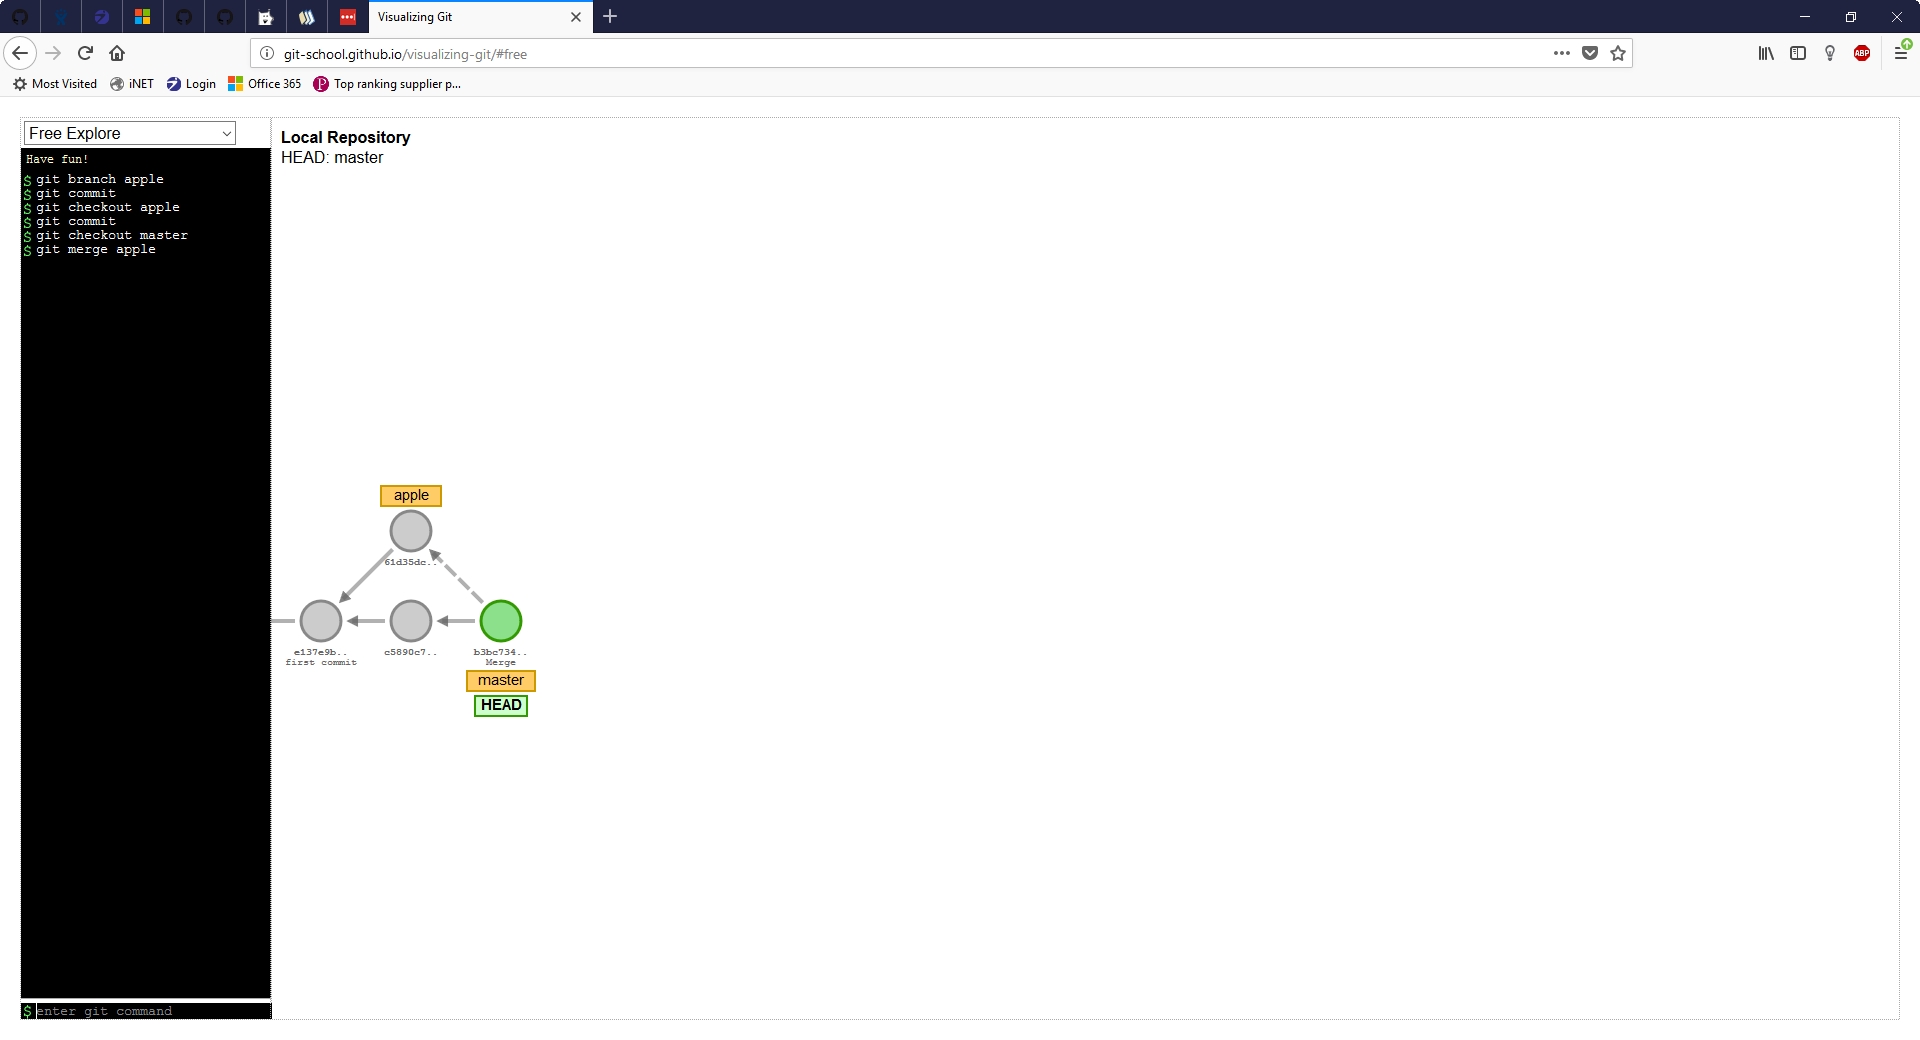 Visualizing Git
git-school.github.io/visualizing-git/#free
ABP
Most Visited
iNET
Login
Office 365
Top ranking supplier p...
Free Explore
Have fun!
$ git branch apple
$ git commit
$ git checkout apple
$ git commit
$ git checkout master
$ git merge apple
$ enter git command
Local Repository
HEAD: master
apple
61d35dc..
e137e9b..
first commit
c5890c7..
b3bc734..
Merge
master
HEAD